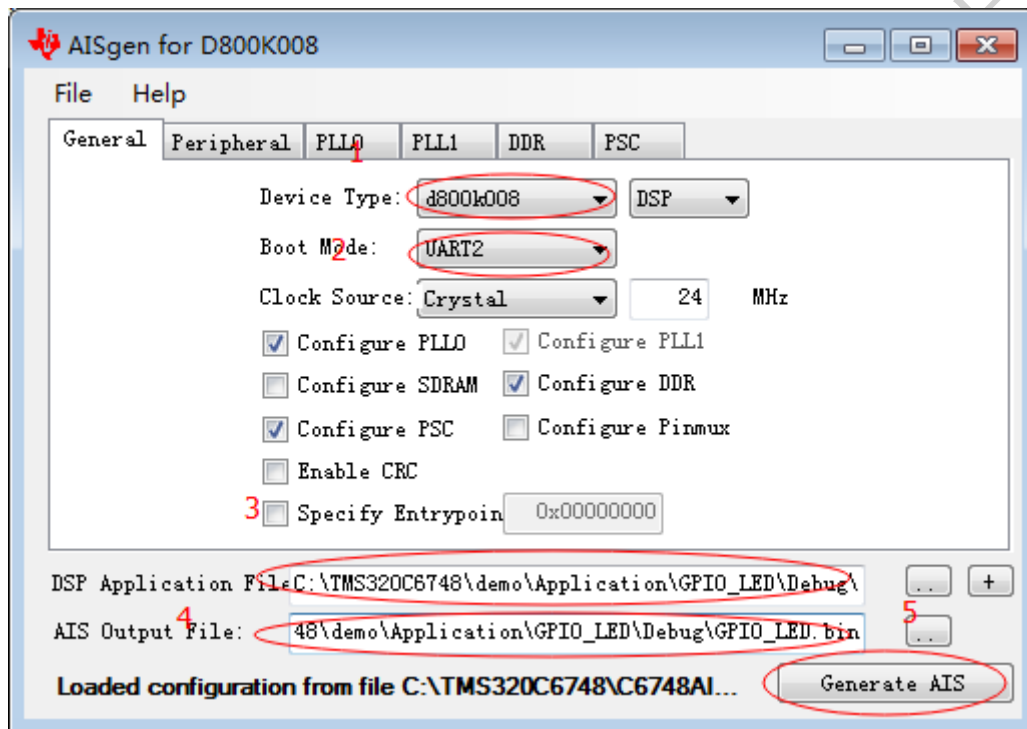 AISgen for D800K008
File Help
General Peripheral PLL0 PLL1 DDR PSC
1
Device Type: d800k008 DSP
Boot Mode: UART2
2
Clock Source: Crystal 24 MHz
Configure PLL0 Configure PLL1
Configure SDRAM Configure DDR
Configure PSC Configure Pinmux
Enable CRC
3 Specify Entrypoin 0x00000000
DSP Application File C:\TMS320C6748\demo\Application\GPIO_LED\Debug\ .. +
4 5
AIS Output File: 48\demo\Application\GPIO_LED\Debug\GPIO_LED.bin ..
Loaded configuration from file C:\TMS320C6748\C6748AI... Generate AIS